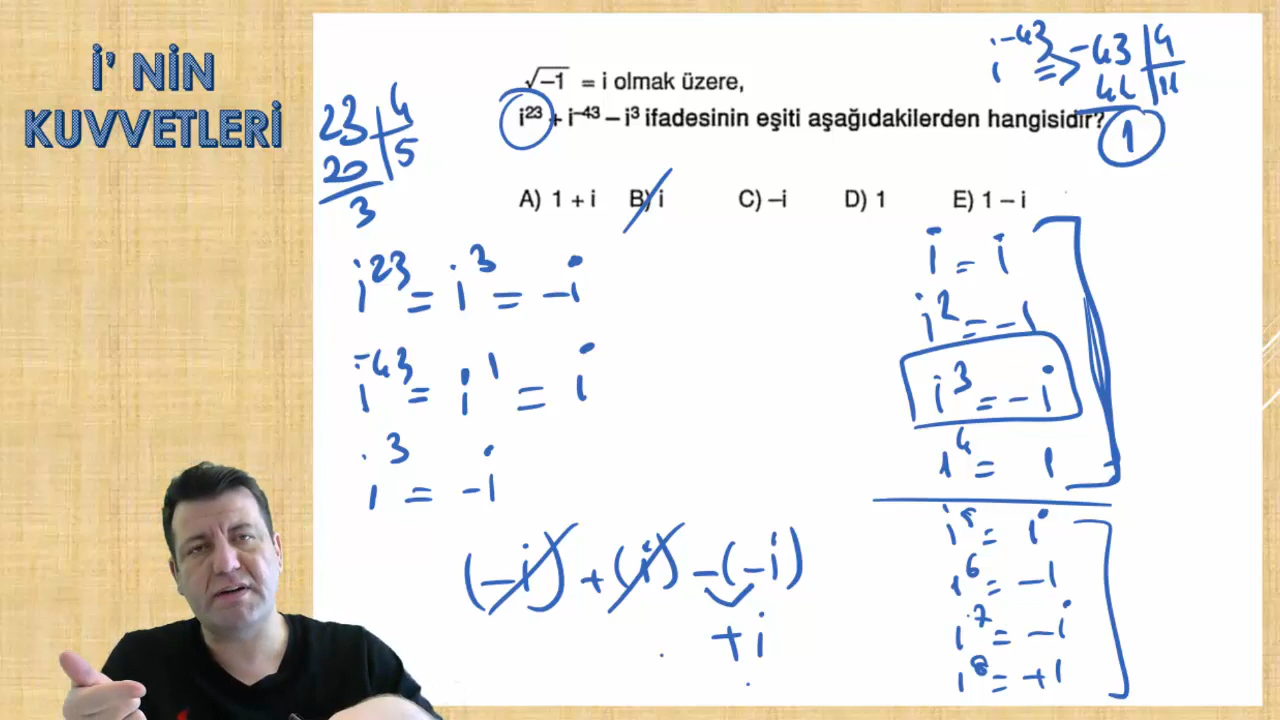 İ' NİN
KUVVETLERİ
√-1 = i olmak üzere,
i²³ + i⁻⁴³ – i³ ifadesinin eşiti aşağıdakilerden hangisidir?
A) 1 + i B) i C) –i D) 1 E) 1 – i
23 | 4
20 | 5
3
i⁻⁴³ => -43 | 4
44 | 11
1
i²³ = i³ = -i
i⁻⁴³ = i¹ = i
i³ = -i
(-i) + (i) - (-i)
+i
i = i
i² = -1
i³ = -i
i⁴ = 1
i⁵ = i
i⁶ = -1
i⁷ = -i
i⁸ = +1